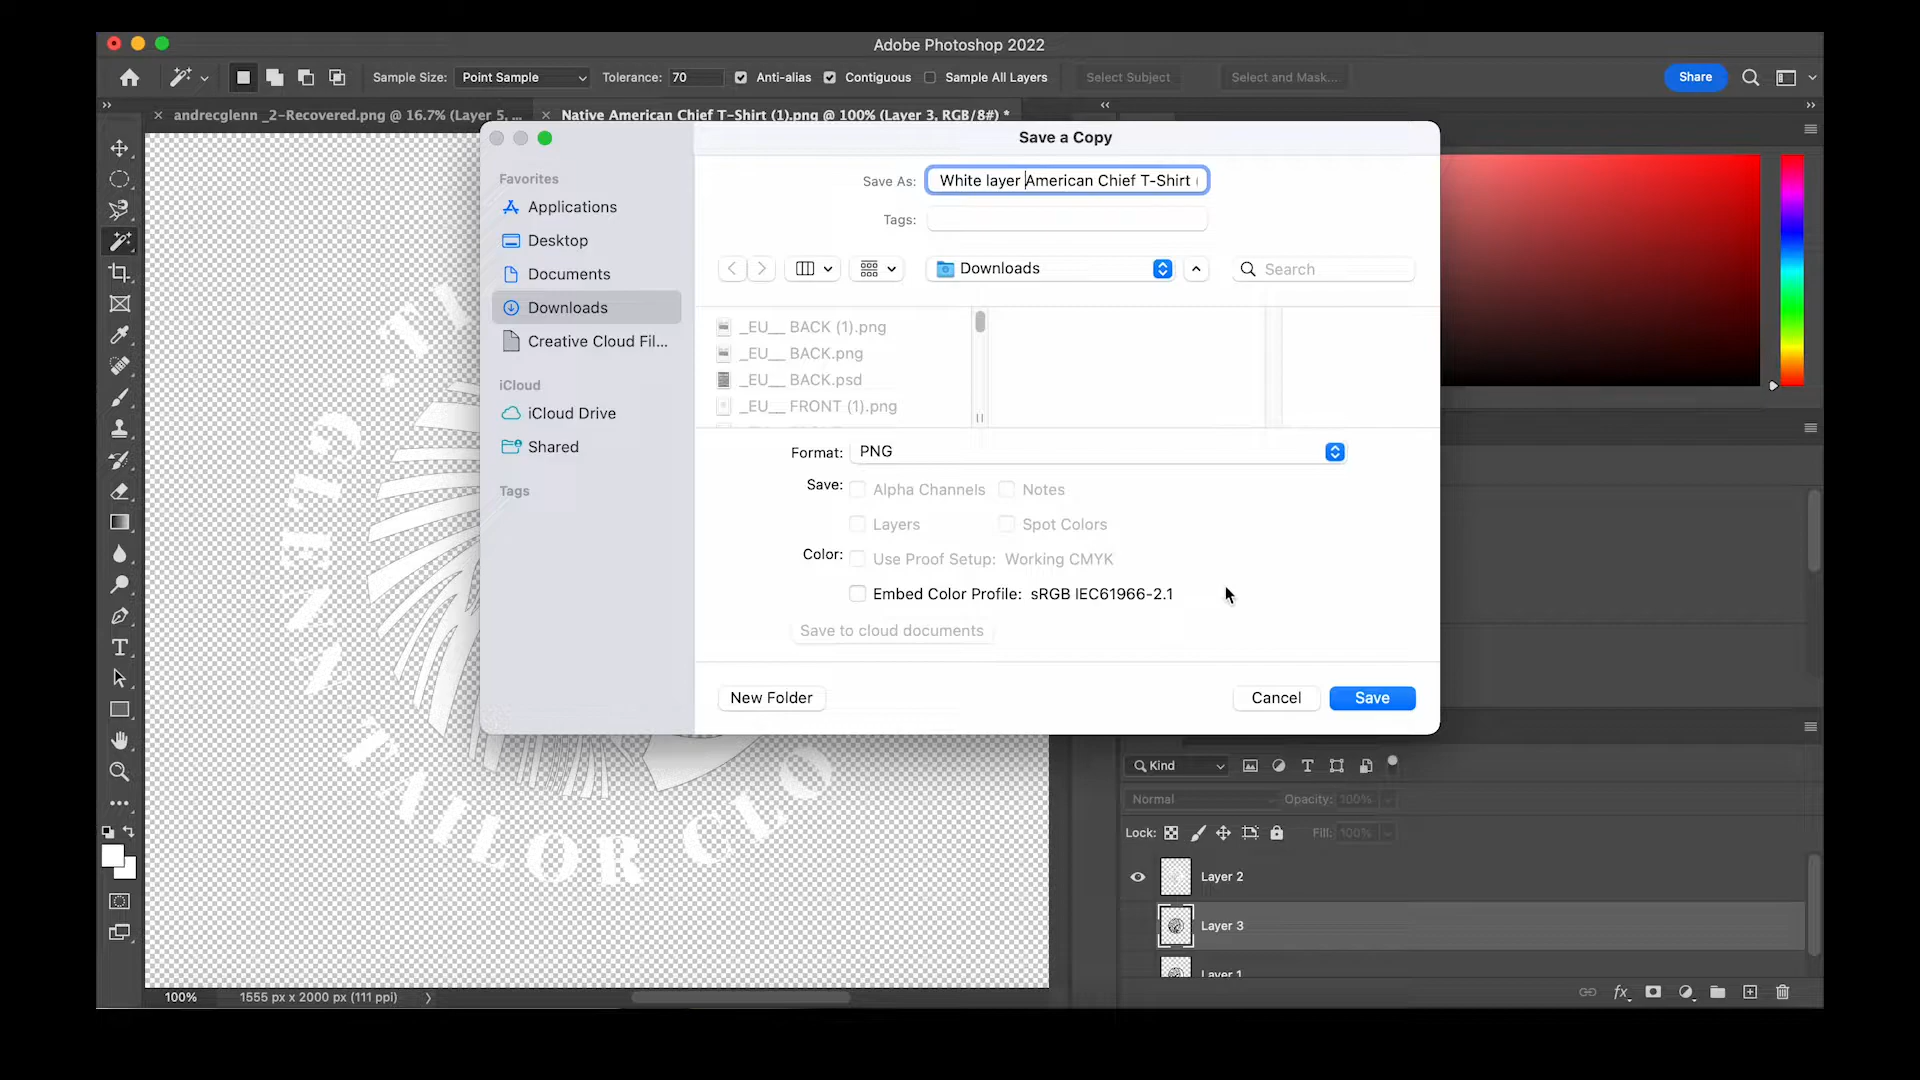 Adobe Photoshop 2022
Sample Size: Point Sample Tolerance: 70 Anti-alias Contiguous Sample All Layers Select Subject Select and Mask... Share
andrecglenn _2-Recovered.png @ 16.7% (Layer 5, ... Native American Chief T-Shirt (1).png @ 100% (Layer 3, RGB/8#) *
Save a Copy
Favorites
Applications
Desktop
Documents
Downloads
Creative Cloud Fil...
iCloud
iCloud Drive
Shared
Tags
Save As: White layer American Chief T-Shirt (
Tags:
Downloads Search
_EU__ BACK (1).png
_EU__ BACK.png
_EU__ BACK.psd
_EU__ FRONT (1).png
Format: PNG
Save: Alpha Channels Notes
Layers Spot Colors
Color: Use Proof Setup: Working CMYK
Embed Color Profile: sRGB IEC61966-2.1
Save to cloud documents
New Folder Cancel Save
TAILOR CLO
Kind
Normal Opacity: 100%
Lock: Fill: 100%
Layer 2
Layer 3
Layer 1
100% 1555 px x 2000 px (111 ppi)